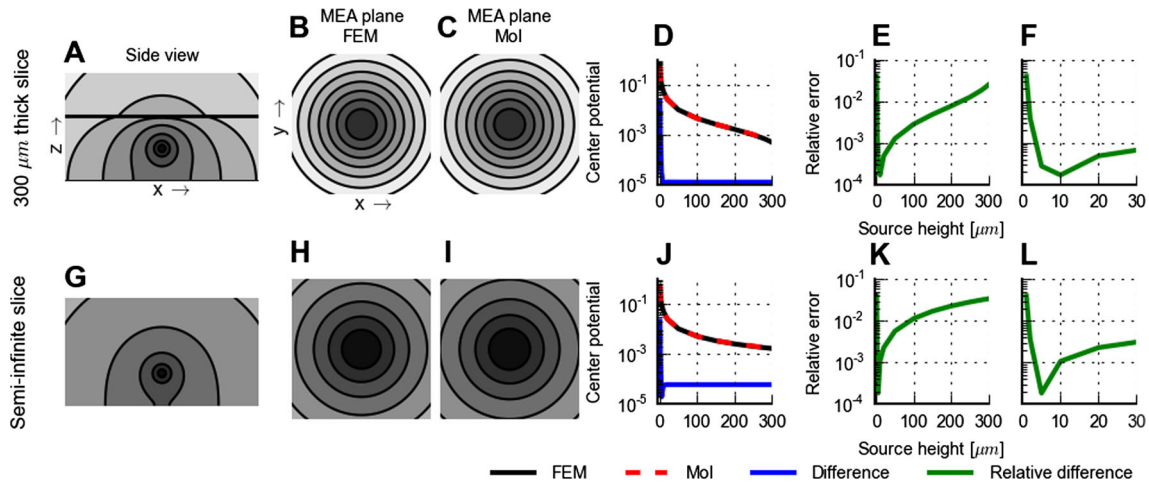 300 μm thick slice
A
Side view
z →
x →
B
MEA plane
FEM
y →
x →
C
MEA plane
MoI
D
Center potential
10⁻¹
10⁻³
10⁻⁵
0 100 200 300
E
Relative error
10⁻¹
10⁻²
10⁻³
10⁻⁴
0 100 200 300
F
0 10 20 30
Source height [μm]
Semi-infinite slice
G
H
I
J
Center potential
10⁻¹
10⁻³
10⁻⁵
0 100 200 300
K
Relative error
10⁻¹
10⁻²
10⁻³
10⁻⁴
0 100 200 300
L
0 10 20 30
Source height [μm]
FEM
MoI
Difference
Relative difference